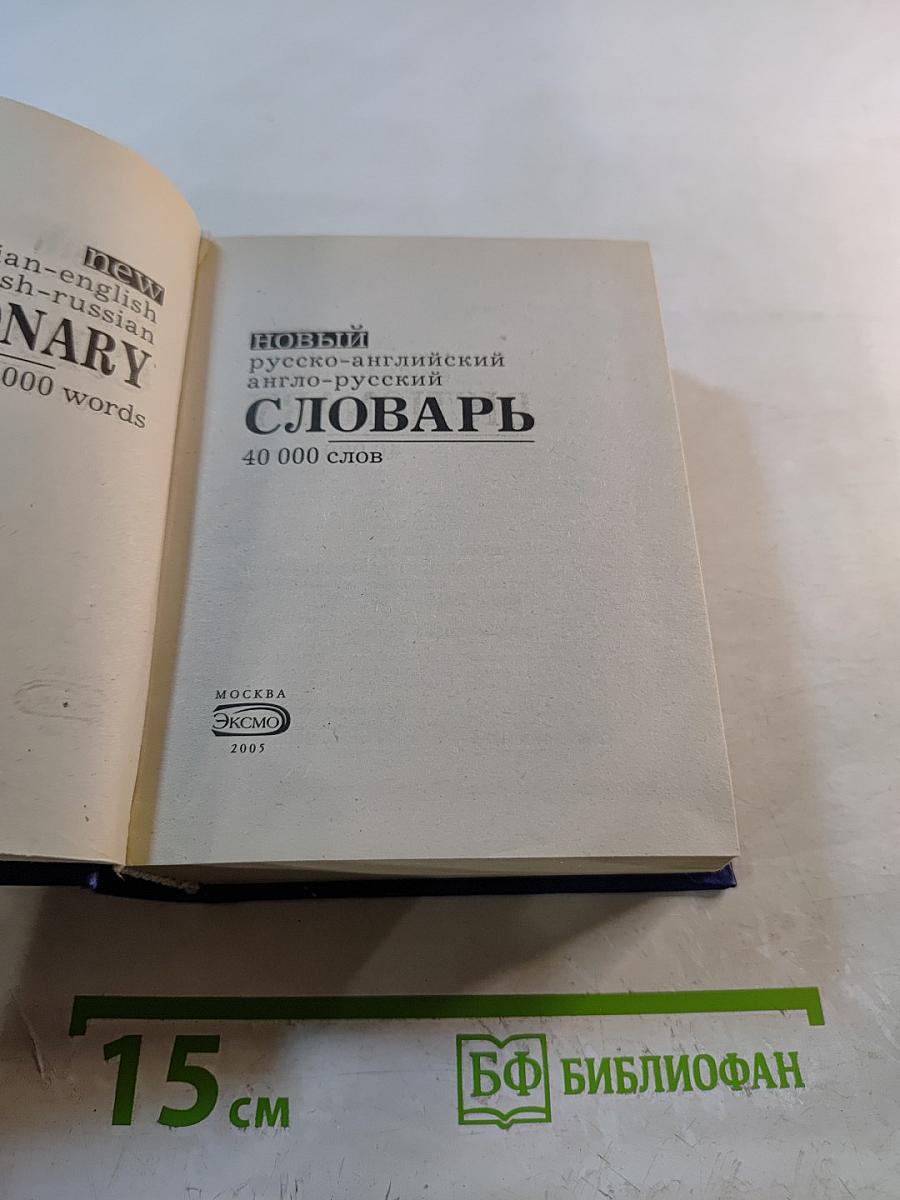 new
ian-english
sh-russian
ONARY
000 words
новый
русско-английский
англо-русский
СЛОВАРЬ
40 000 слов
МОСКВА
ЭКСМО
2005
15 см
БФ БИБЛИОФАН